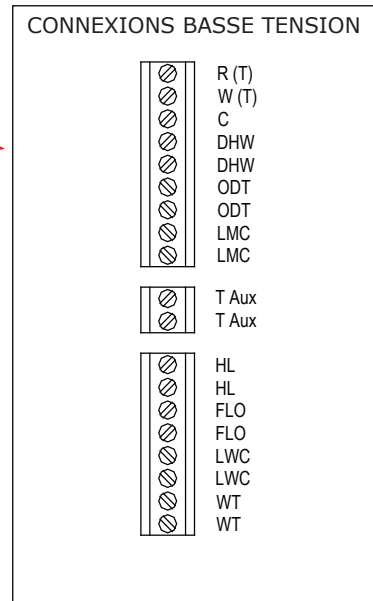 CONNEXIONS BASSE TENSION
R (T)
W (T)
C
DHW
DHW
ODT
ODT
LMC
LMC
T Aux
T Aux
HL
HL
FLO
FLO
LWC
LWC
WT
WT